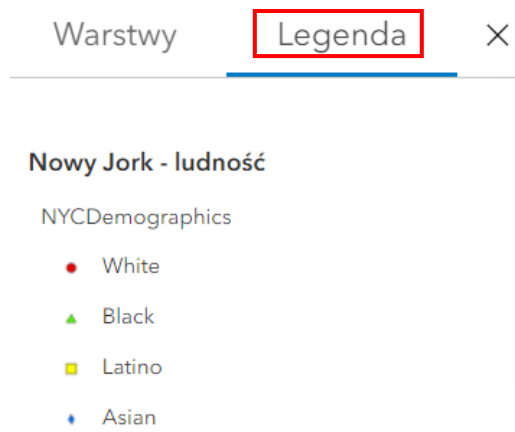 Warstwy Legenda
Nowy Jork - ludność
NYCDemographics
White
Black
Latino
Asian